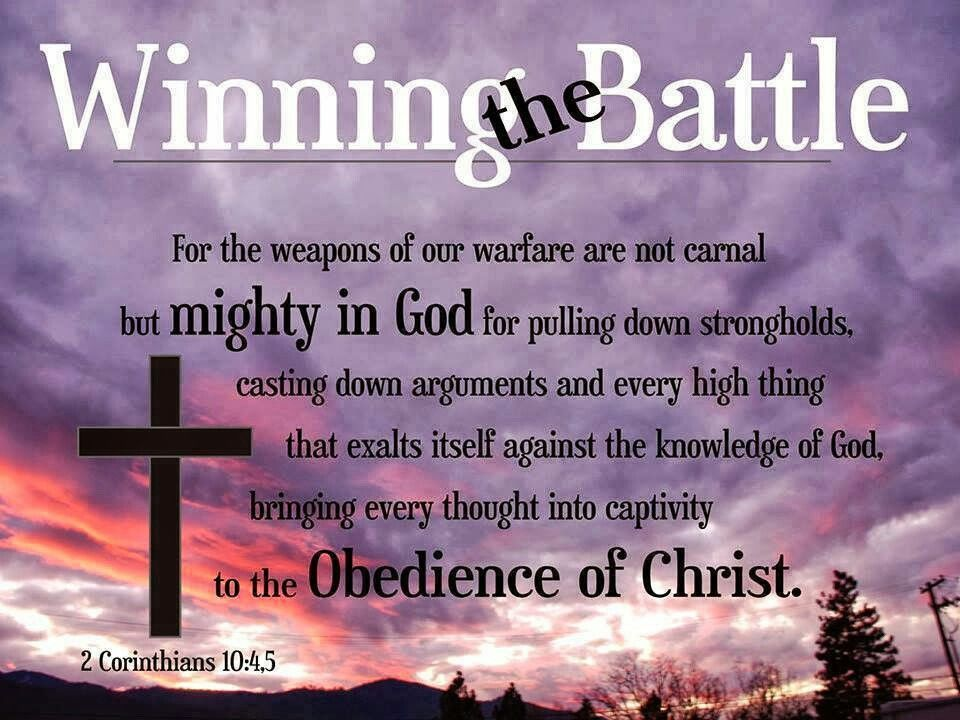 Winning the Battle
For the weapons of our warfare are not carnal
but mighty in God for pulling down strongholds,
casting down arguments and every high thing
that exalts itself against the knowledge of God,
bringing every thought into captivity
to the Obedience of Christ.
2 Corinthians 10:4,5